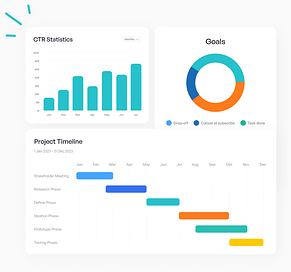 CTR Statistics
Jan Feb Mar Apr May Jun Jul
Goals
Drop off Cancel at subscribe Task done
Project Timeline
1 Jan 2023 - 31 Dec 2023
Jan Feb Mar Apr May Jun Jul Aug Sep Oct Nov Dec
Shareholder Meeting
Research Phase
Define Phase
Ideation Phase
Prototype Phase
Testing Phase